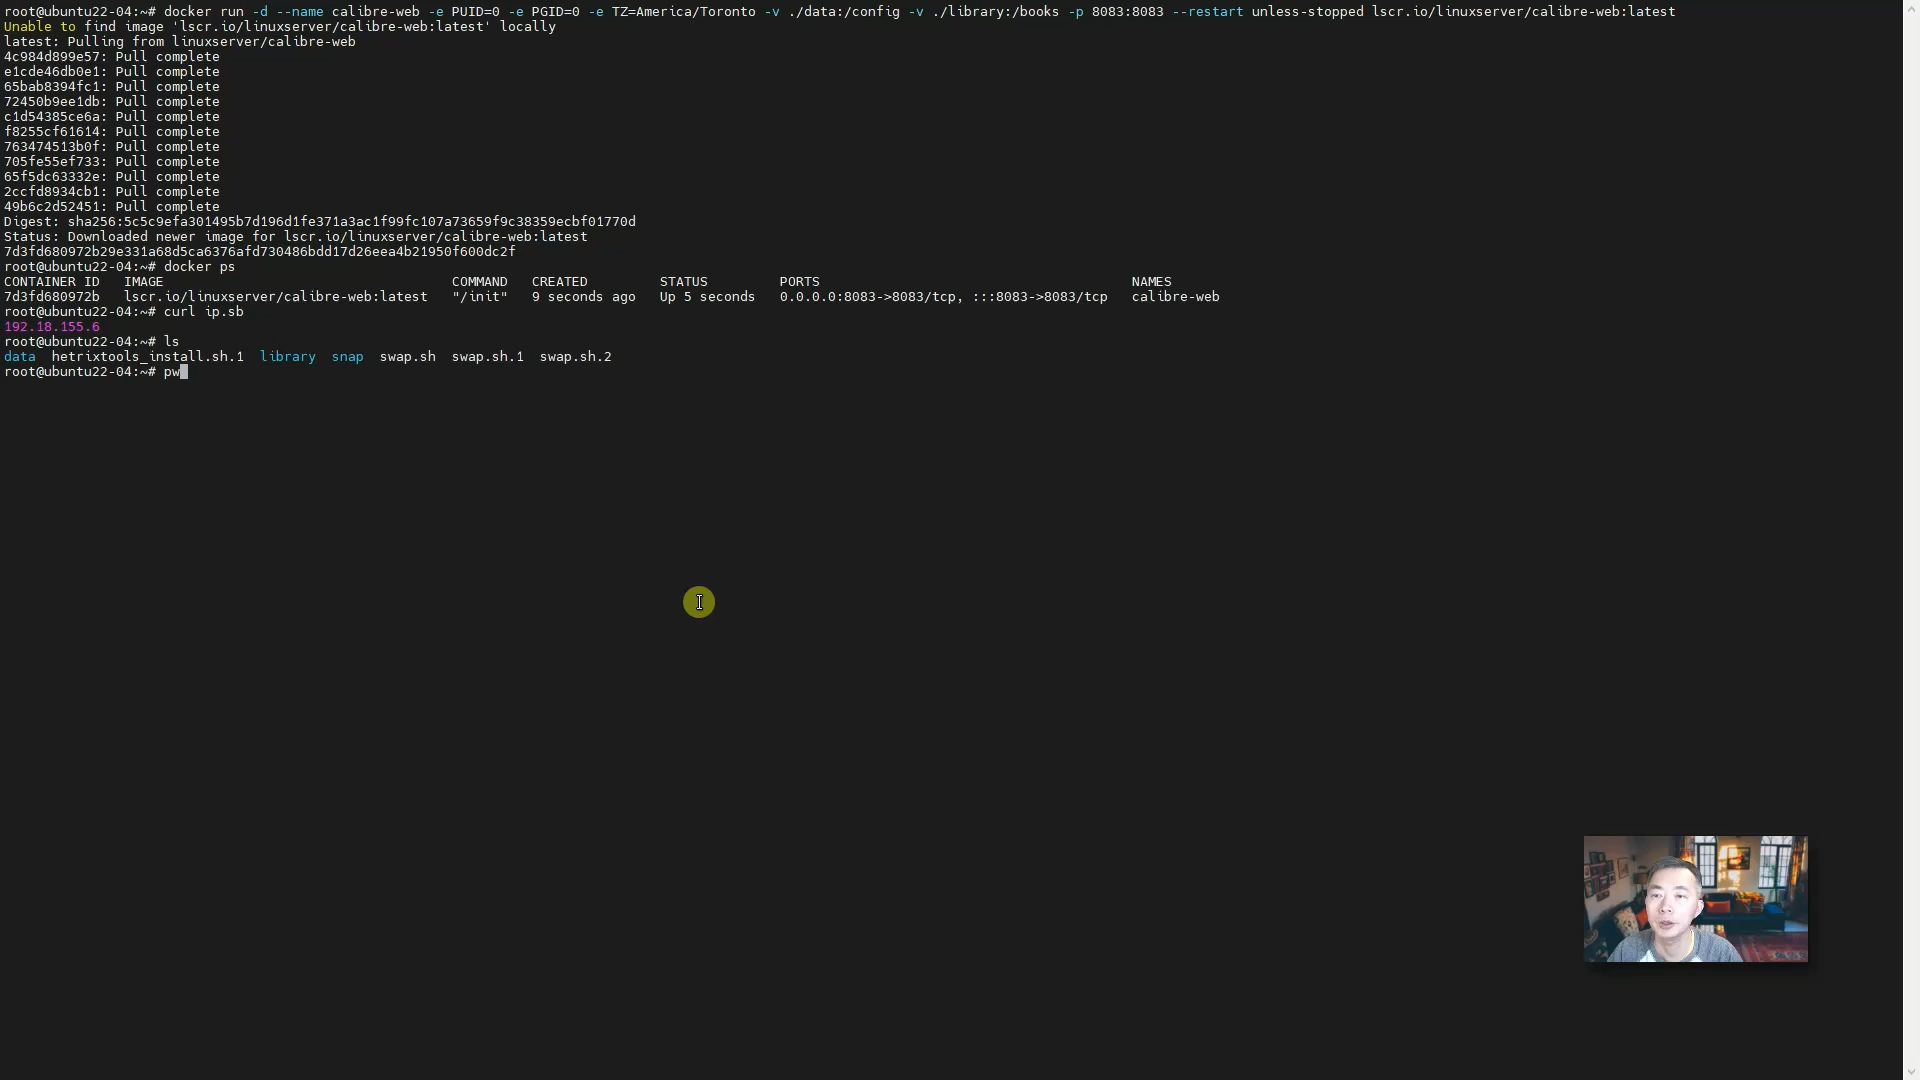 root@ubuntu22-04:~# docker run -d --name calibre-web -e PUID=0 -e PGID=0 -e TZ=America/Toronto -v ./data:/config -v ./library:/books -p 8083:8083 --restart unless-stopped lscr.io/linuxserver/calibre-web:latest
Unable to find image 'lscr.io/linuxserver/calibre-web:latest' locally
latest: Pulling from linuxserver/calibre-web
4c984d899e57: Pull complete
e1cde46db0e1: Pull complete
65bab8394fc1: Pull complete
72450b9ee1db: Pull complete
c1d54385ce6a: Pull complete
f8255cf61614: Pull complete
763474513b0f: Pull complete
705fe55ef733: Pull complete
65f5dc63332e: Pull complete
2ccfd8934cb1: Pull complete
49b6c2d52451: Pull complete
Digest: sha256:5c5c9efa301495b7d196d1fe371a3ac1f99fc107a73659f9c38359ecbf01770d
Status: Downloaded newer image for lscr.io/linuxserver/calibre-web:latest
7d3fd680972b29e331a68d5ca6376afd730486bdd17d26eea4b21950f600dc2f
root@ubuntu22-04:~# docker ps
CONTAINER ID   IMAGE                                    COMMAND   CREATED         STATUS         PORTS                                       NAMES
7d3fd680972b   lscr.io/linuxserver/calibre-web:latest   "/init"   9 seconds ago   Up 5 seconds   0.0.0.0:8083->8083/tcp, :::8083->8083/tcp   calibre-web
root@ubuntu22-04:~# curl ip.sb
192.18.155.6
root@ubuntu22-04:~# ls
data  hetrixtools_install.sh.1  library  snap  swap.sh  swap.sh.1  swap.sh.2
root@ubuntu22-04:~# pw